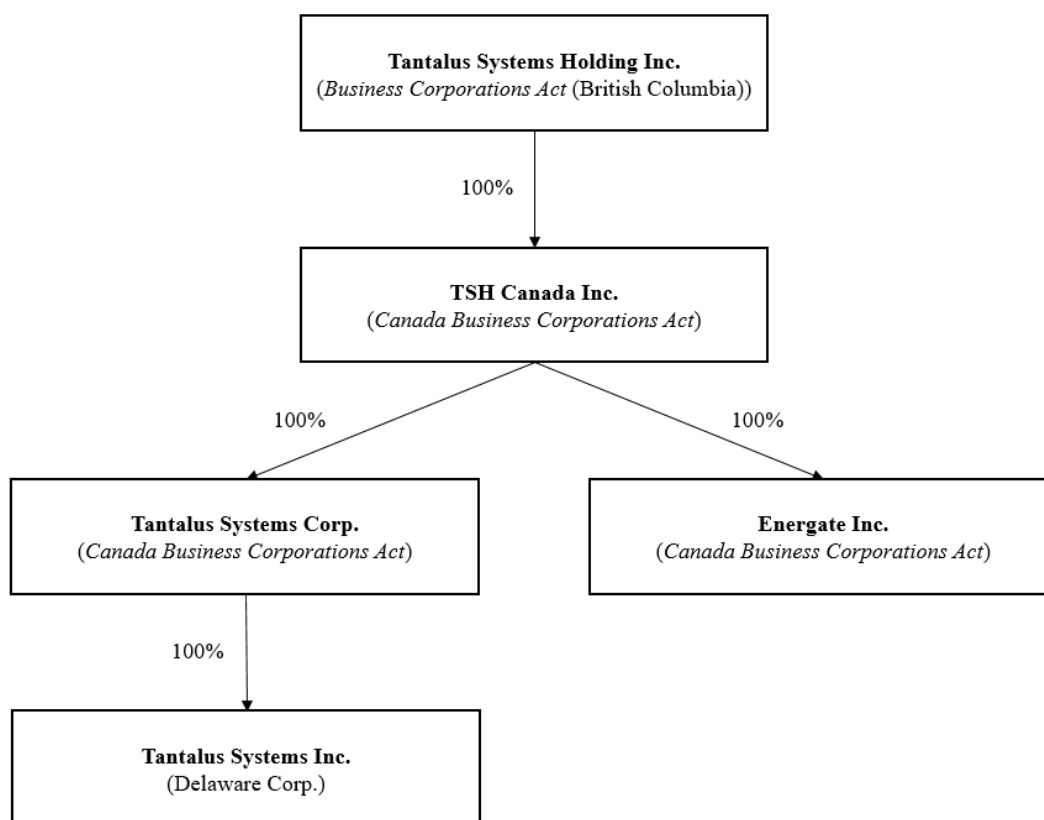 Tantalus Systems Holding Inc.
(Business Corporations Act (British Columbia))
100%
TSH Canada Inc.
(Canada Business Corporations Act)
100%
100%
Tantalus Systems Corp.
(Canada Business Corporations Act)
Energate Inc.
(Canada Business Corporations Act)
100%
Tantalus Systems Inc.
(Delaware Corp.)